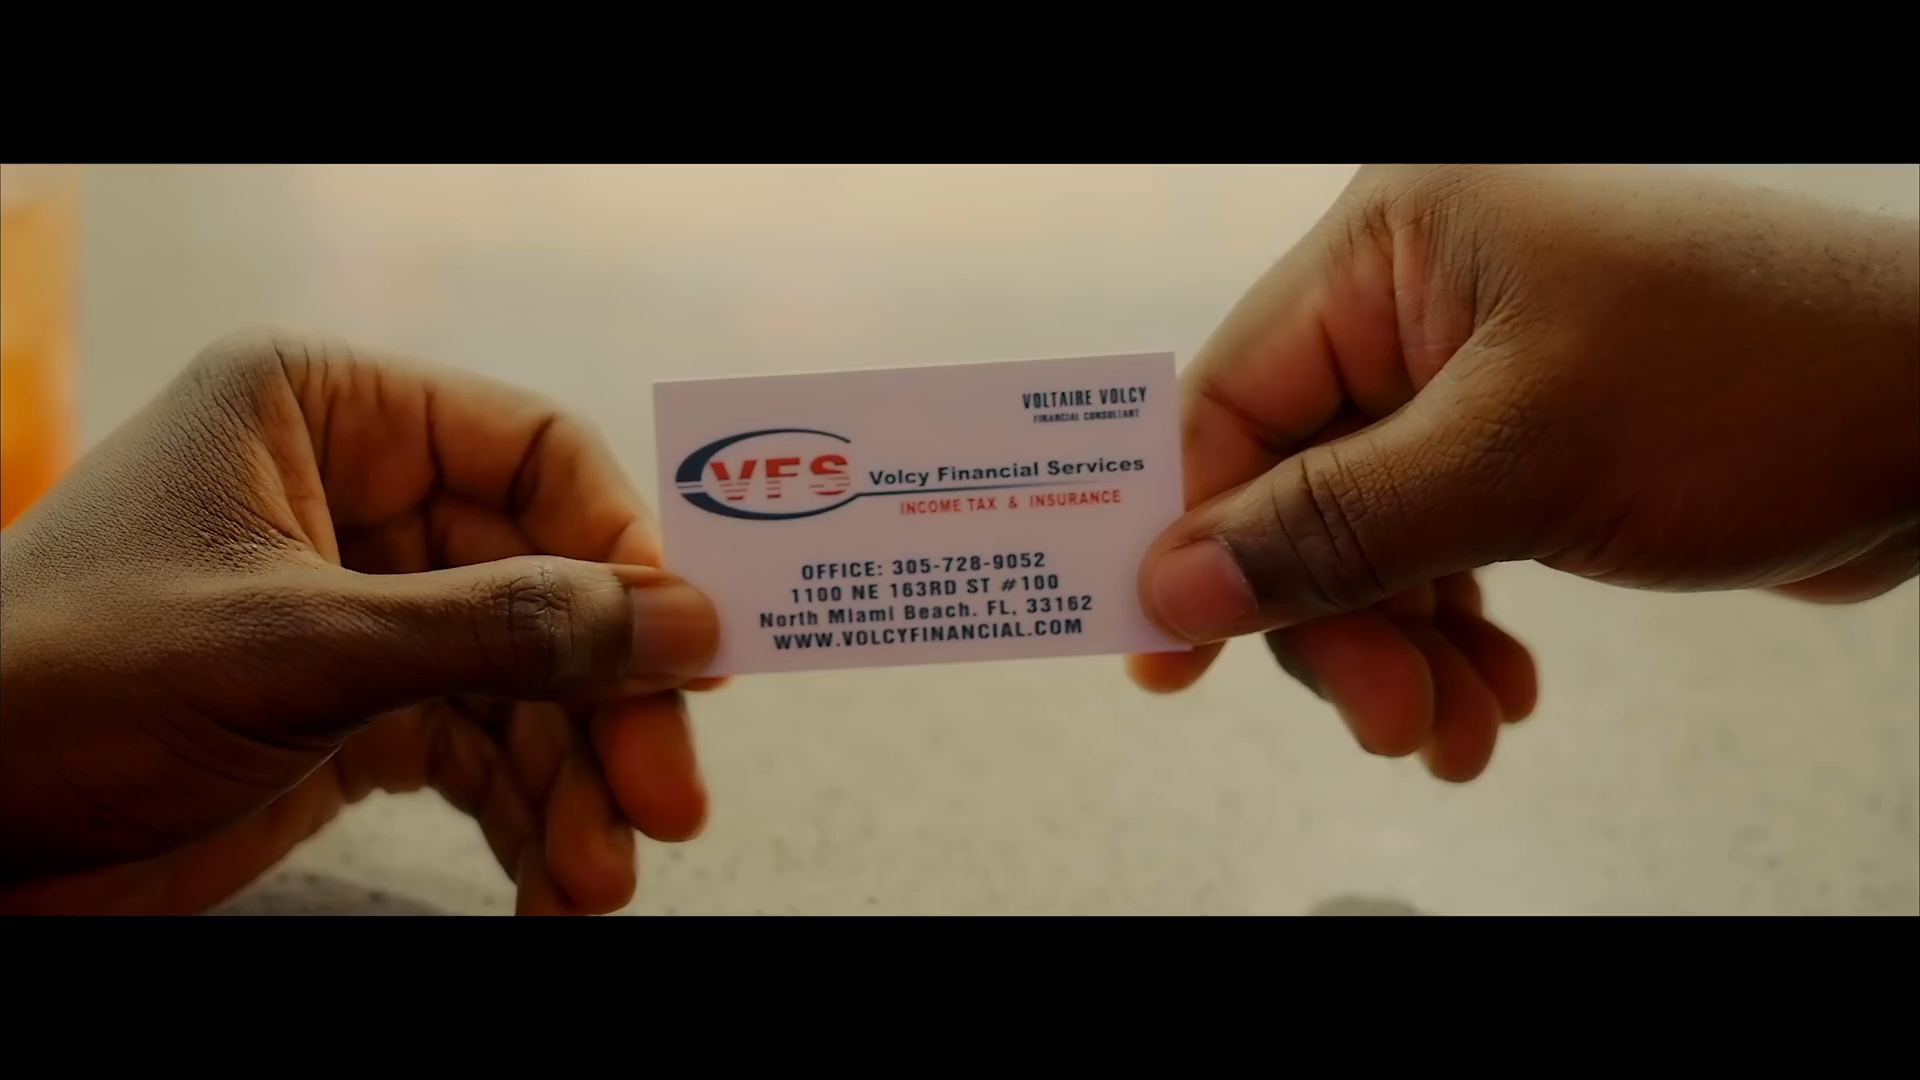 VOLTAIRE VOLCY
FINANCIAL CONSULTANT
VFS
Volcy Financial Services
INCOME TAX & INSURANCE
OFFICE: 305-728-9052
1100 NE 163RD ST #100
North Miami Beach. FL. 33162
WWW.VOLCYFINANCIAL.COM